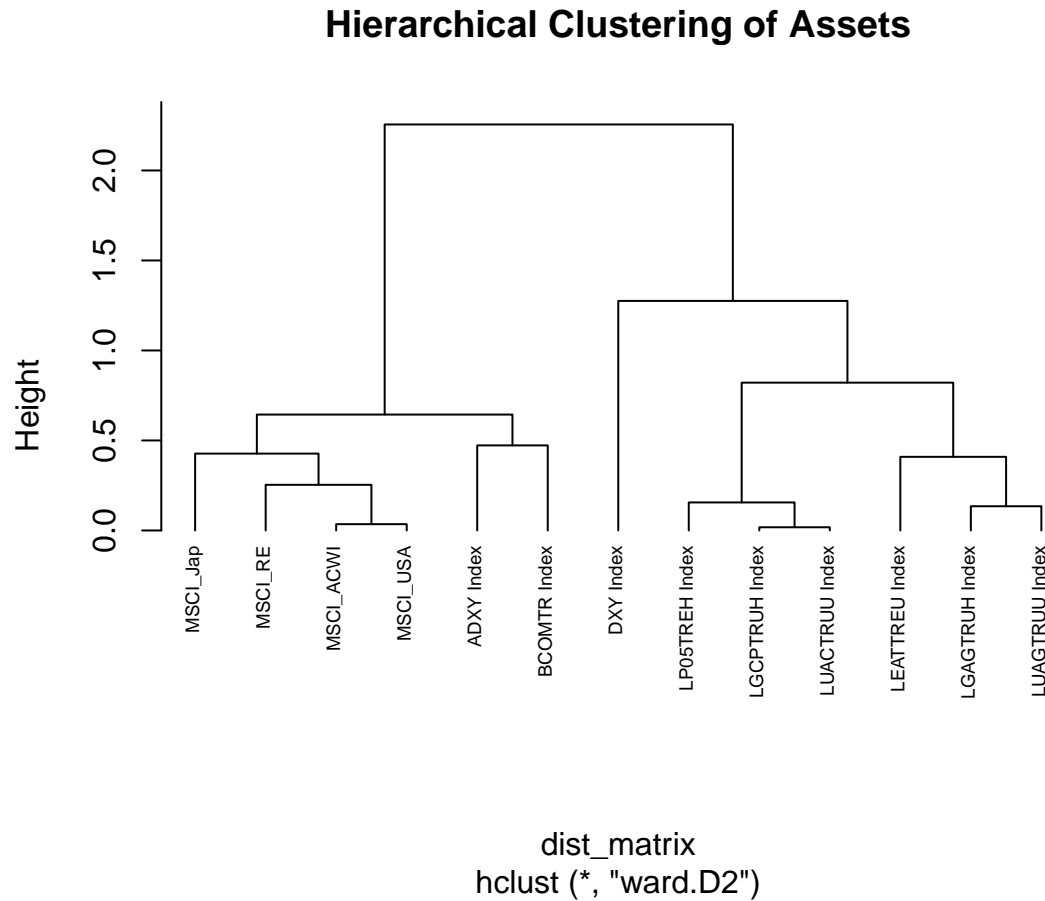 Hierarchical Clustering of Assets
Height
0.0
0.5
1.0
1.5
2.0
MSCI_Jap
MSCI_RE
MSCI_ACWI
MSCI_USA
ADXY Index
BCOMTR Index
DXY Index
LP05TREH Index
LGCPTRUH Index
LUACTRUU Index
LEATTREU Index
LGAGTRUH Index
LUAGTRUU Index
dist_matrix
hclust (*, "ward.D2")